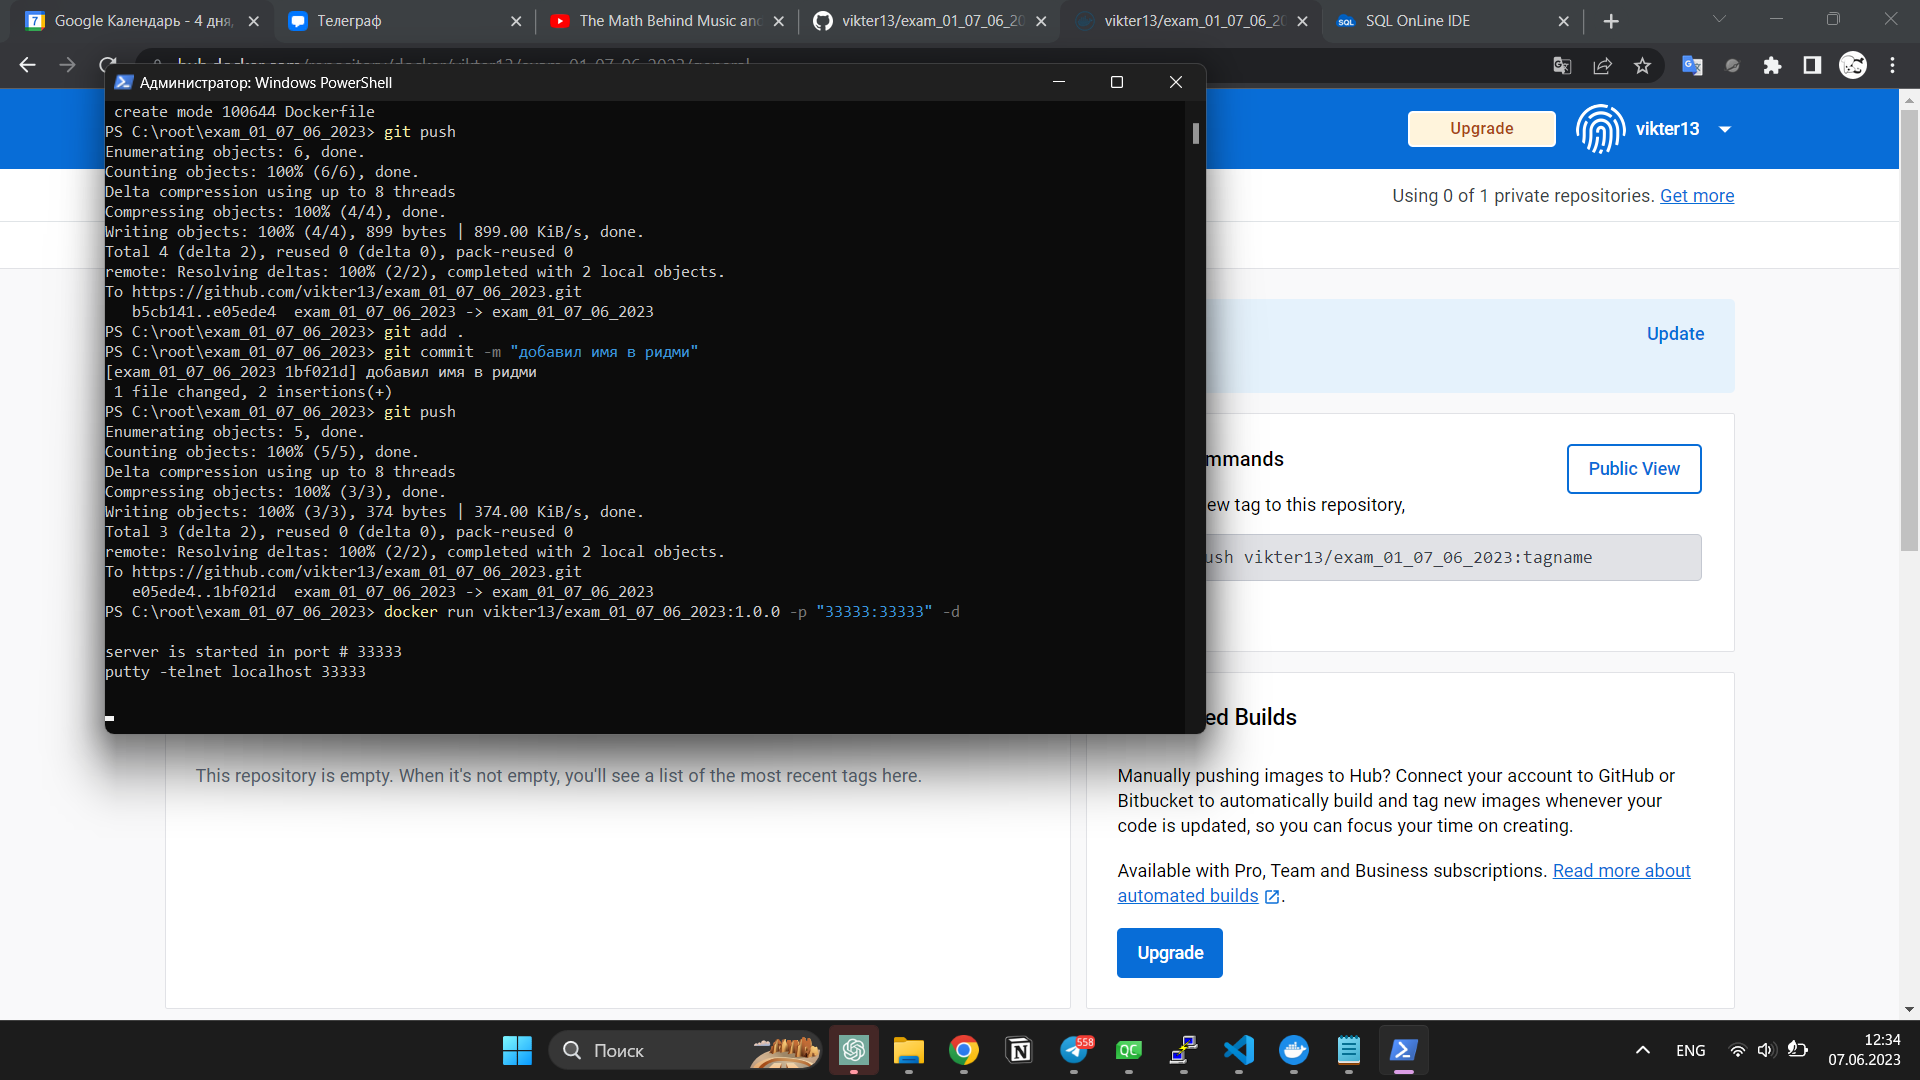 Google Календарь - 4 дня,
Телеграф
The Math Behind Music and
vikter13/exam_01_07_06_20
vikter13/exam_01_07_06_20
SQL OnLine IDE
Администратор: Windows PowerShell
create mode 100644 Dockerfile
PS C:\root\exam_01_07_06_2023> git push
Enumerating objects: 6, done.
Counting objects: 100% (6/6), done.
Delta compression using up to 8 threads
Compressing objects: 100% (4/4), done.
Writing objects: 100% (4/4), 899 bytes | 899.00 KiB/s, done.
Total 4 (delta 2), reused 0 (delta 0), pack-reused 0
remote: Resolving deltas: 100% (2/2), completed with 2 local objects.
To https://github.com/vikter13/exam_01_07_06_2023.git
b5cb141..e05ede4  exam_01_07_06_2023 -> exam_01_07_06_2023
PS C:\root\exam_01_07_06_2023> git add .
PS C:\root\exam_01_07_06_2023> git commit -m "добавил имя в ридми"
[exam_01_07_06_2023 1bf021d] добавил имя в ридми
1 file changed, 2 insertions(+)
PS C:\root\exam_01_07_06_2023> git push
Enumerating objects: 5, done.
Counting objects: 100% (5/5), done.
Delta compression using up to 8 threads
Compressing objects: 100% (3/3), done.
Writing objects: 100% (3/3), 374 bytes | 374.00 KiB/s, done.
Total 3 (delta 2), reused 0 (delta 0), pack-reused 0
remote: Resolving deltas: 100% (2/2), completed with 2 local objects.
To https://github.com/vikter13/exam_01_07_06_2023.git
e05ede4..1bf021d  exam_01_07_06_2023 -> exam_01_07_06_2023
PS C:\root\exam_01_07_06_2023> docker run vikter13/exam_01_07_06_2023:1.0.0 -p "33333:33333" -d
server is started in port # 33333
putty -telnet localhost 33333
Upgrade
vikter13
Using 0 of 1 private repositories. Get more
Update
mmands
Public View
ew tag to this repository,
ush vikter13/exam_01_07_06_2023:tagname
This repository is empty. When it's not empty, you'll see a list of the most recent tags here.
ed Builds
Manually pushing images to Hub? Connect your account to GitHub or
Bitbucket to automatically build and tag new images whenever your
code is updated, so you can focus your time on creating.
Available with Pro, Team and Business subscriptions. Read more about
automated builds .
Upgrade
Поиск
558
QC
ENG
12:34
07.06.2023